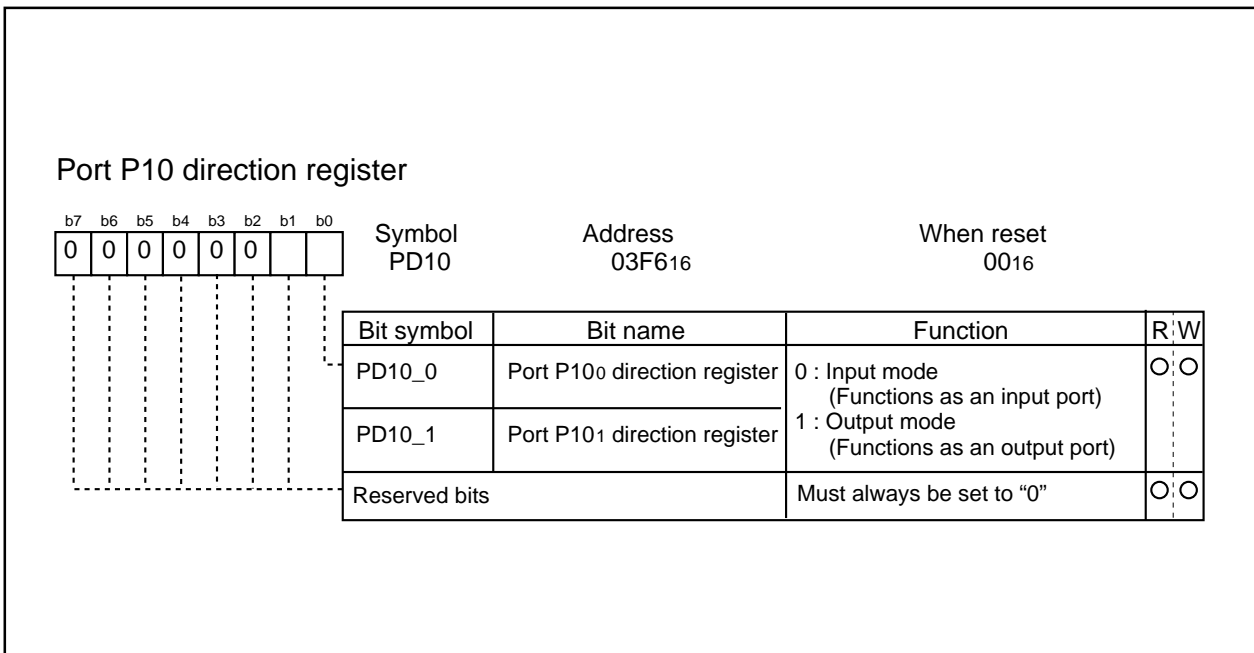 Port P10 direction register
b7 b6 b5 b4 b3 b2 b1 b0
0 0 0 0 0 0
Symbol Address When reset
PD10 03F616 0016
Bit symbol Bit name Function R W
PD10_0 Port P100 direction register 0 : Input mode
(Functions as an input port)
PD10_1 Port P101 direction register 1 : Output mode
(Functions as an output port)
Reserved bits Must always be set to “0”